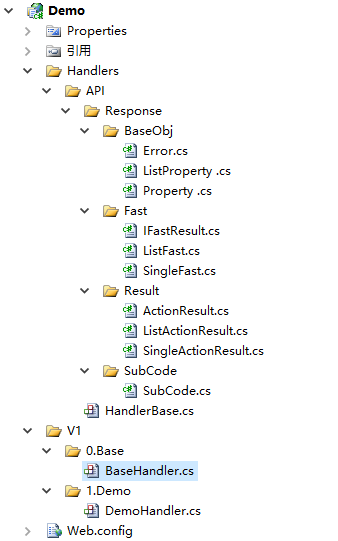 Demo
Properties
引用
Handlers
API
Response
BaseObj
Error.cs
ListProperty .cs
Property .cs
Fast
IFastResult.cs
ListFast.cs
SingleFast.cs
Result
ActionResult.cs
ListActionResult.cs
SingleActionResult.cs
SubCode
SubCode.cs
HandlerBase.cs
V1
0.Base
BaseHandler.cs
1.Demo
DemoHandler.cs
Web.config